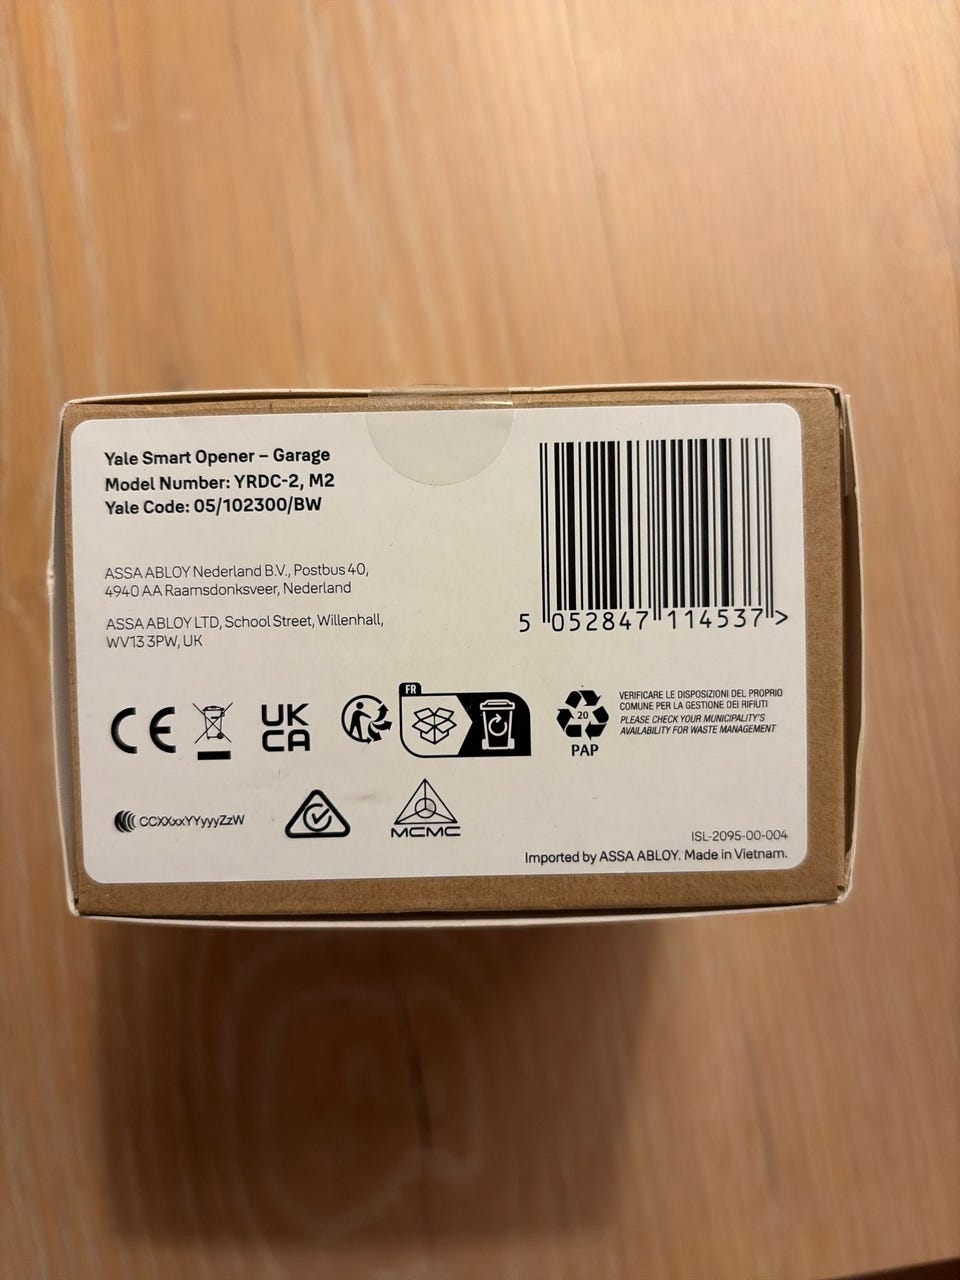 Yale Smart Opener – Garage
Model Number: YRDC-2, M2
Yale Code: 05/102300/BW
ASSA ABLOY Nederland B.V., Postbus 40,
4940 AA Raamsdonksveer, Nederland
ASSA ABLOY LTD, School Street, Willenhall,
WV13 3PW, UK
5 052847 114537 >
CE
UK
CA
FR
20
PAP
VERIFICARE LE DISPOSIZIONI DEL PROPRIO
COMUNE PER LA GESTIONE DEI RIFIUTI
PLEASE CHECK YOUR MUNICIPALITY'S
AVAILABILITY FOR WASTE MANAGEMENT
CCXXxxYYyyyZzW
MCMC
ISL-2095-00-004
Imported by ASSA ABLOY. Made in Vietnam.